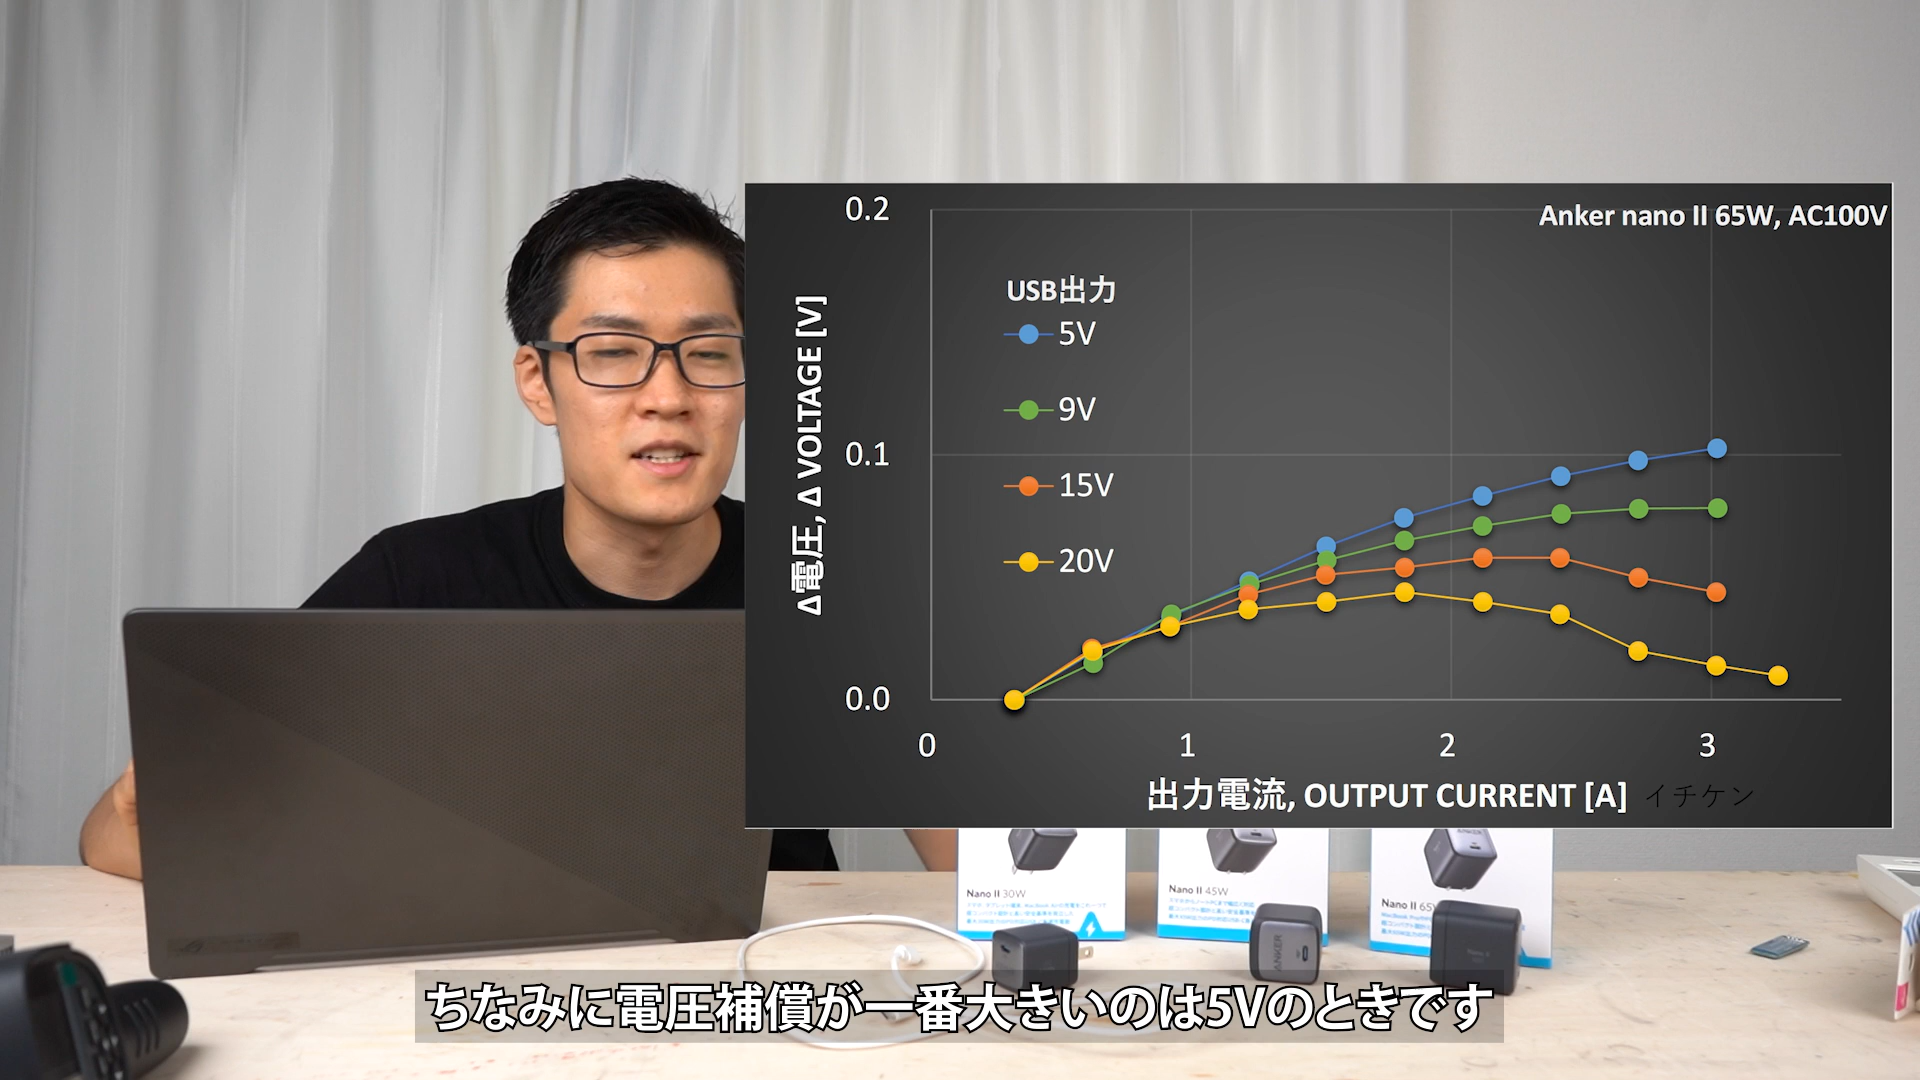 Anker nano II 65W, AC100V
0.2
0.1
0.0
Δ電圧, Δ VOLTAGE [V]
USB出力
5V
9V
15V
20V
0
1
2
3
出力電流, OUTPUT CURRENT [A]
イチケン
Nano II 30W
Nano II 45W
Nano II 65W
ANKER
ANKER
ちなみに電圧補償が一番大きいのは5Vのときです